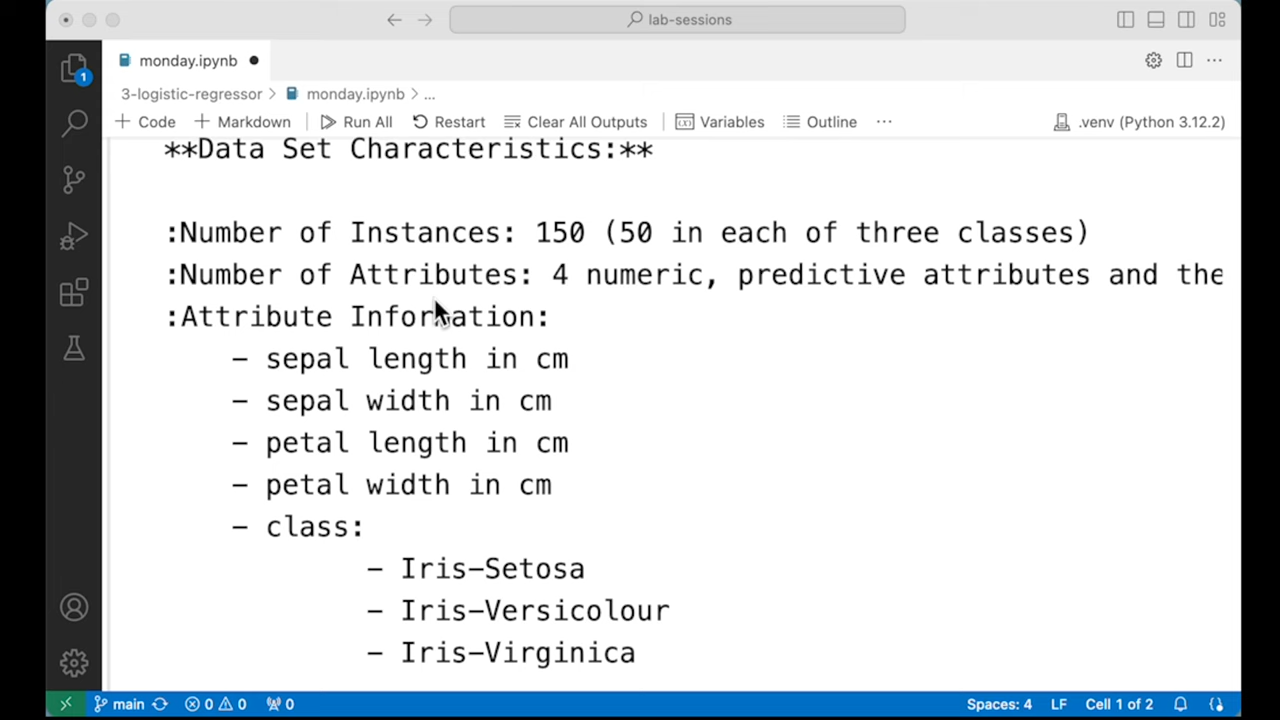 lab-sessions
1
monday.ipynb
3-logistic-regressor > monday.ipynb > ...
+ Code + Markdown Run All Restart Clear All Outputs Variables Outline ... .venv (Python 3.12.2)
**Data Set Characteristics:**
:Number of Instances: 150 (50 in each of three classes)
:Number of Attributes: 4 numeric, predictive attributes and the
:Attribute Information:
- sepal length in cm
- sepal width in cm
- petal length in cm
- petal width in cm
- class:
- Iris-Setosa
- Iris-Versicolour
- Iris-Virginica
main 0 0 0 Spaces: 4 LF Cell 1 of 2